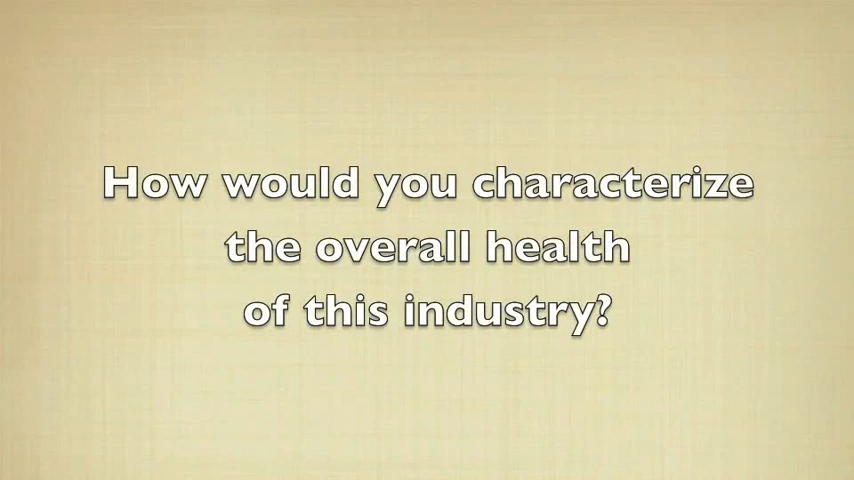 How would you characterize
the overall health
of this industry?